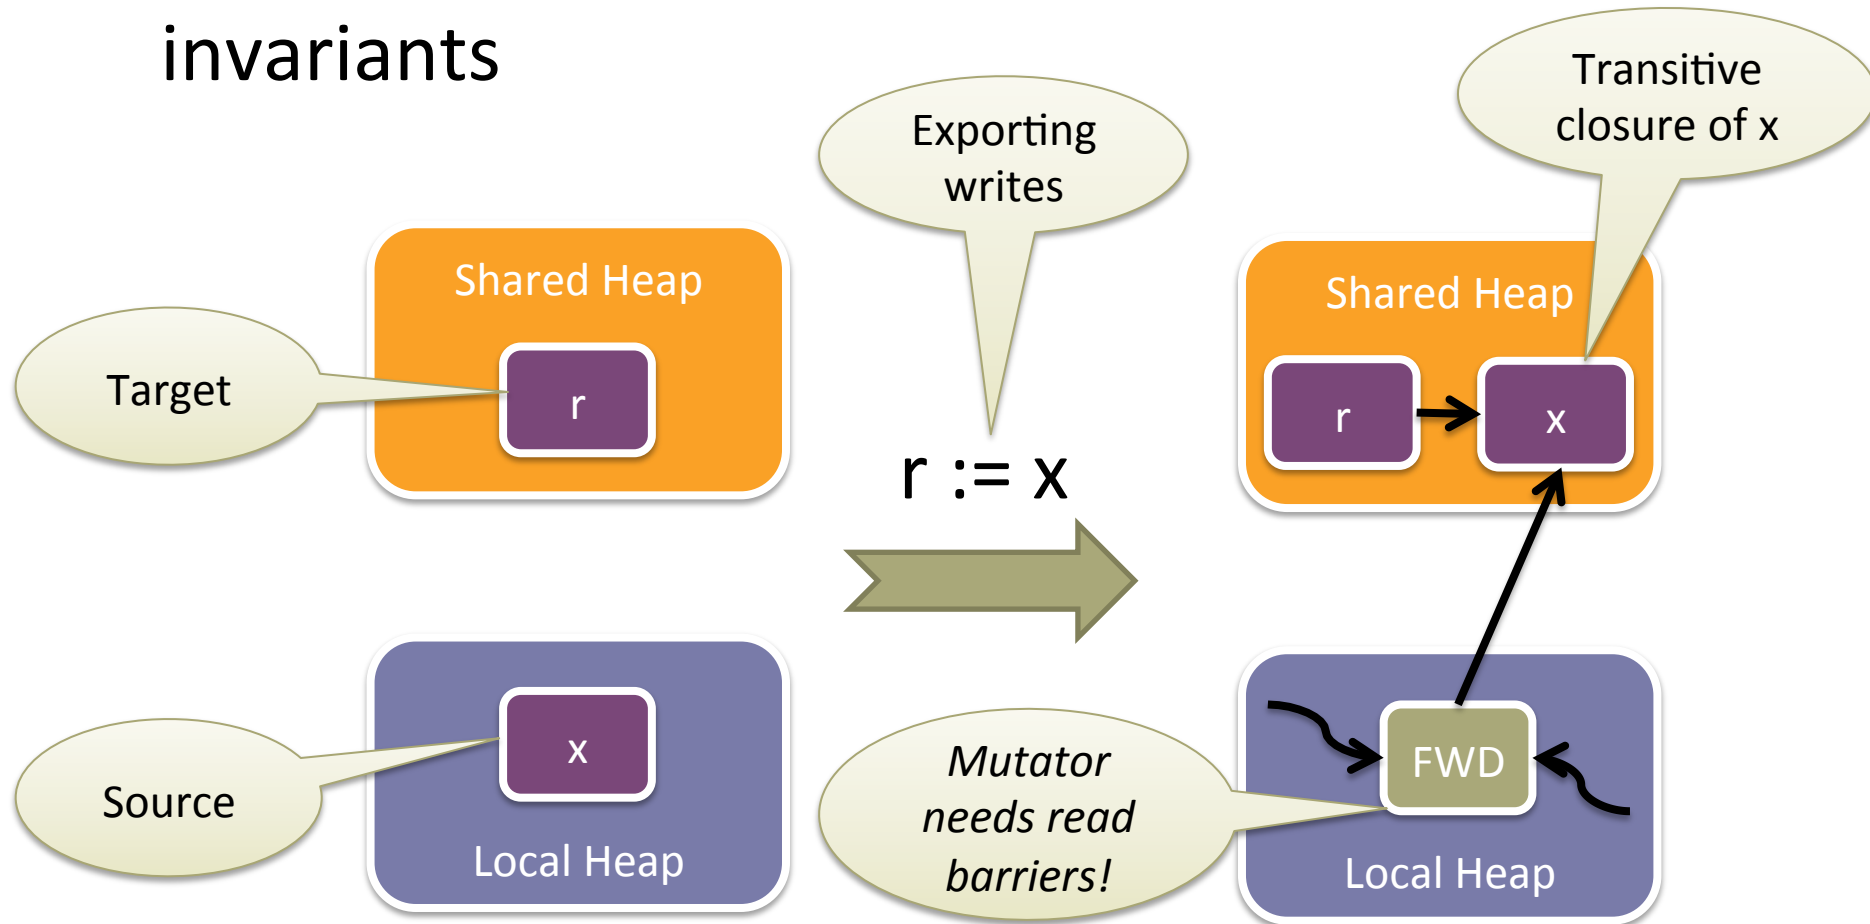 invariants
Exporting
writes
Transitive
closure of x
Shared Heap
r
Target
r := x
Shared Heap
r
x
x
Source
Local Heap
Mutator
needs read
barriers!
FWD
Local Heap